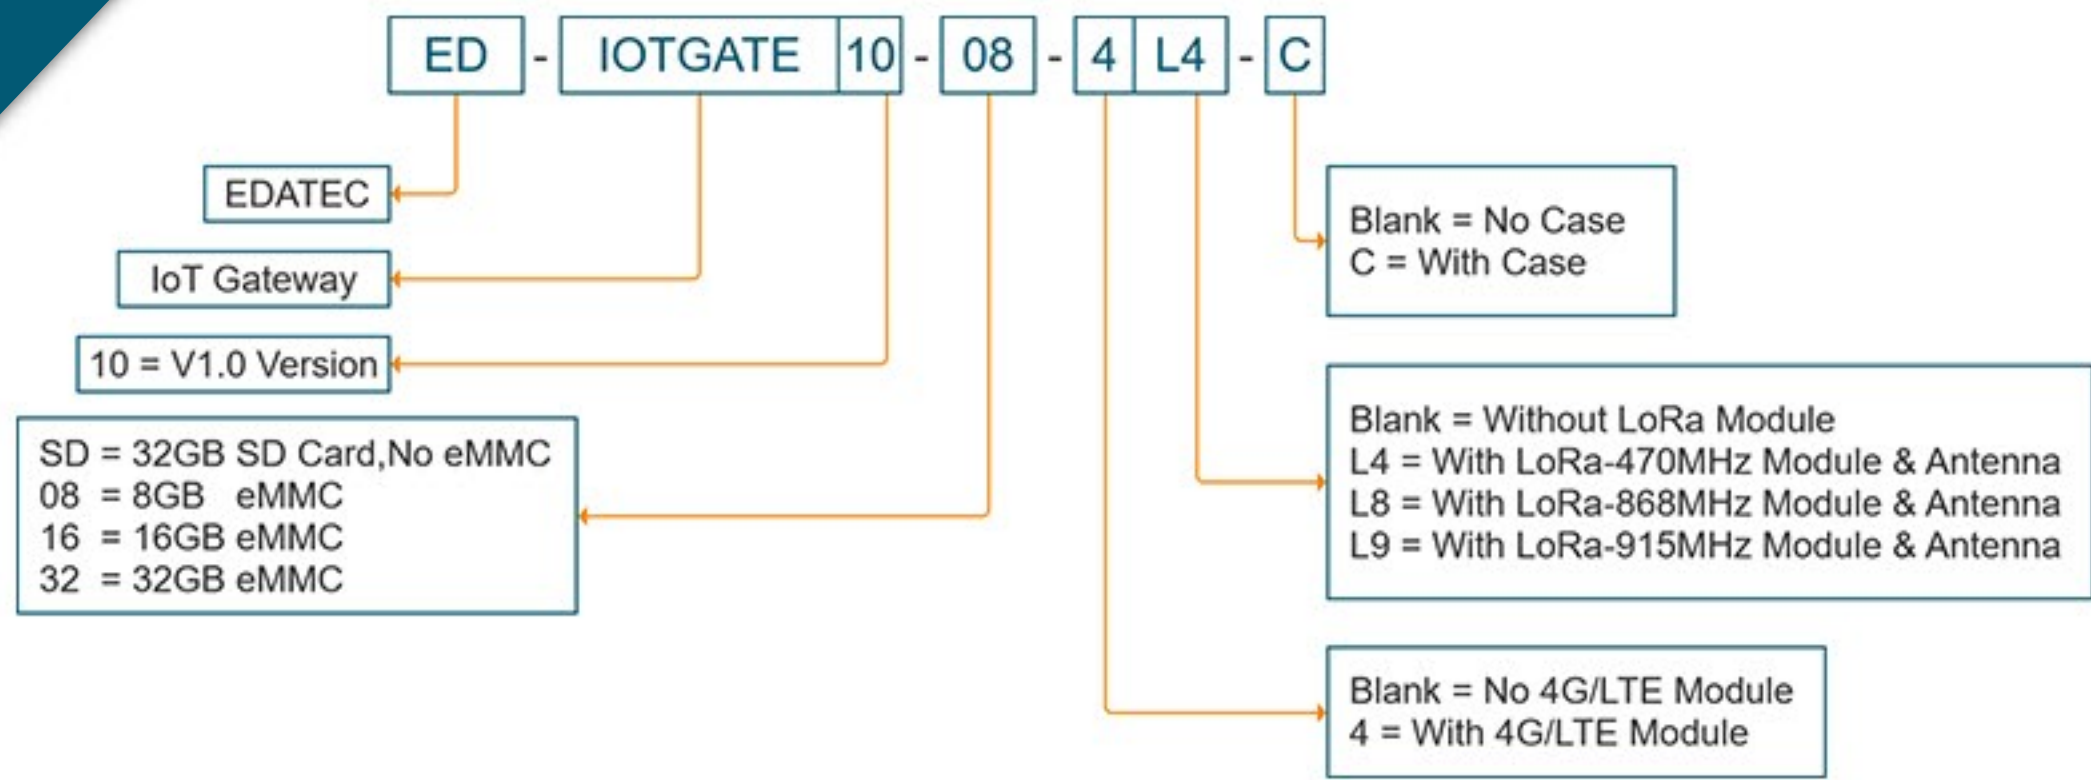 ED - IOTGATE 10 - 08 - 4 L4 - C
EDATEC
IoT Gateway
10 = V1.0 Version
SD = 32GB SD Card,No eMMC
08 = 8GB eMMC
16 = 16GB eMMC
32 = 32GB eMMC
Blank = No Case
C = With Case
Blank = Without LoRa Module
L4 = With LoRa-470MHz Module & Antenna
L8 = With LoRa-868MHz Module & Antenna
L9 = With LoRa-915MHz Module & Antenna
Blank = No 4G/LTE Module
4 = With 4G/LTE Module